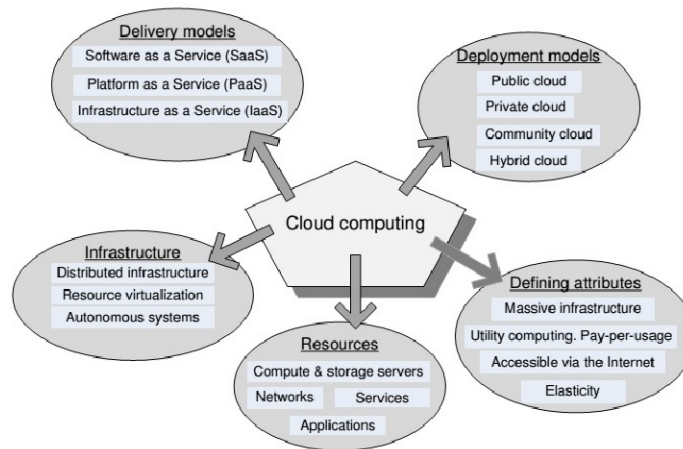 Delivery models
Software as a Service (SaaS)
Platform as a Service (PaaS)
Infrastructure as a Service (IaaS)
Deployment models
Public cloud
Private cloud
Community cloud
Hybrid cloud
Cloud computing
Infrastructure
Distributed infrastructure
Resource virtualization
Autonomous systems
Resources
Compute & storage servers
Networks Services
Applications
Defining attributes
Massive infrastructure
Utility computing. Pay-per-usage
Accessible via the Internet
Elasticity